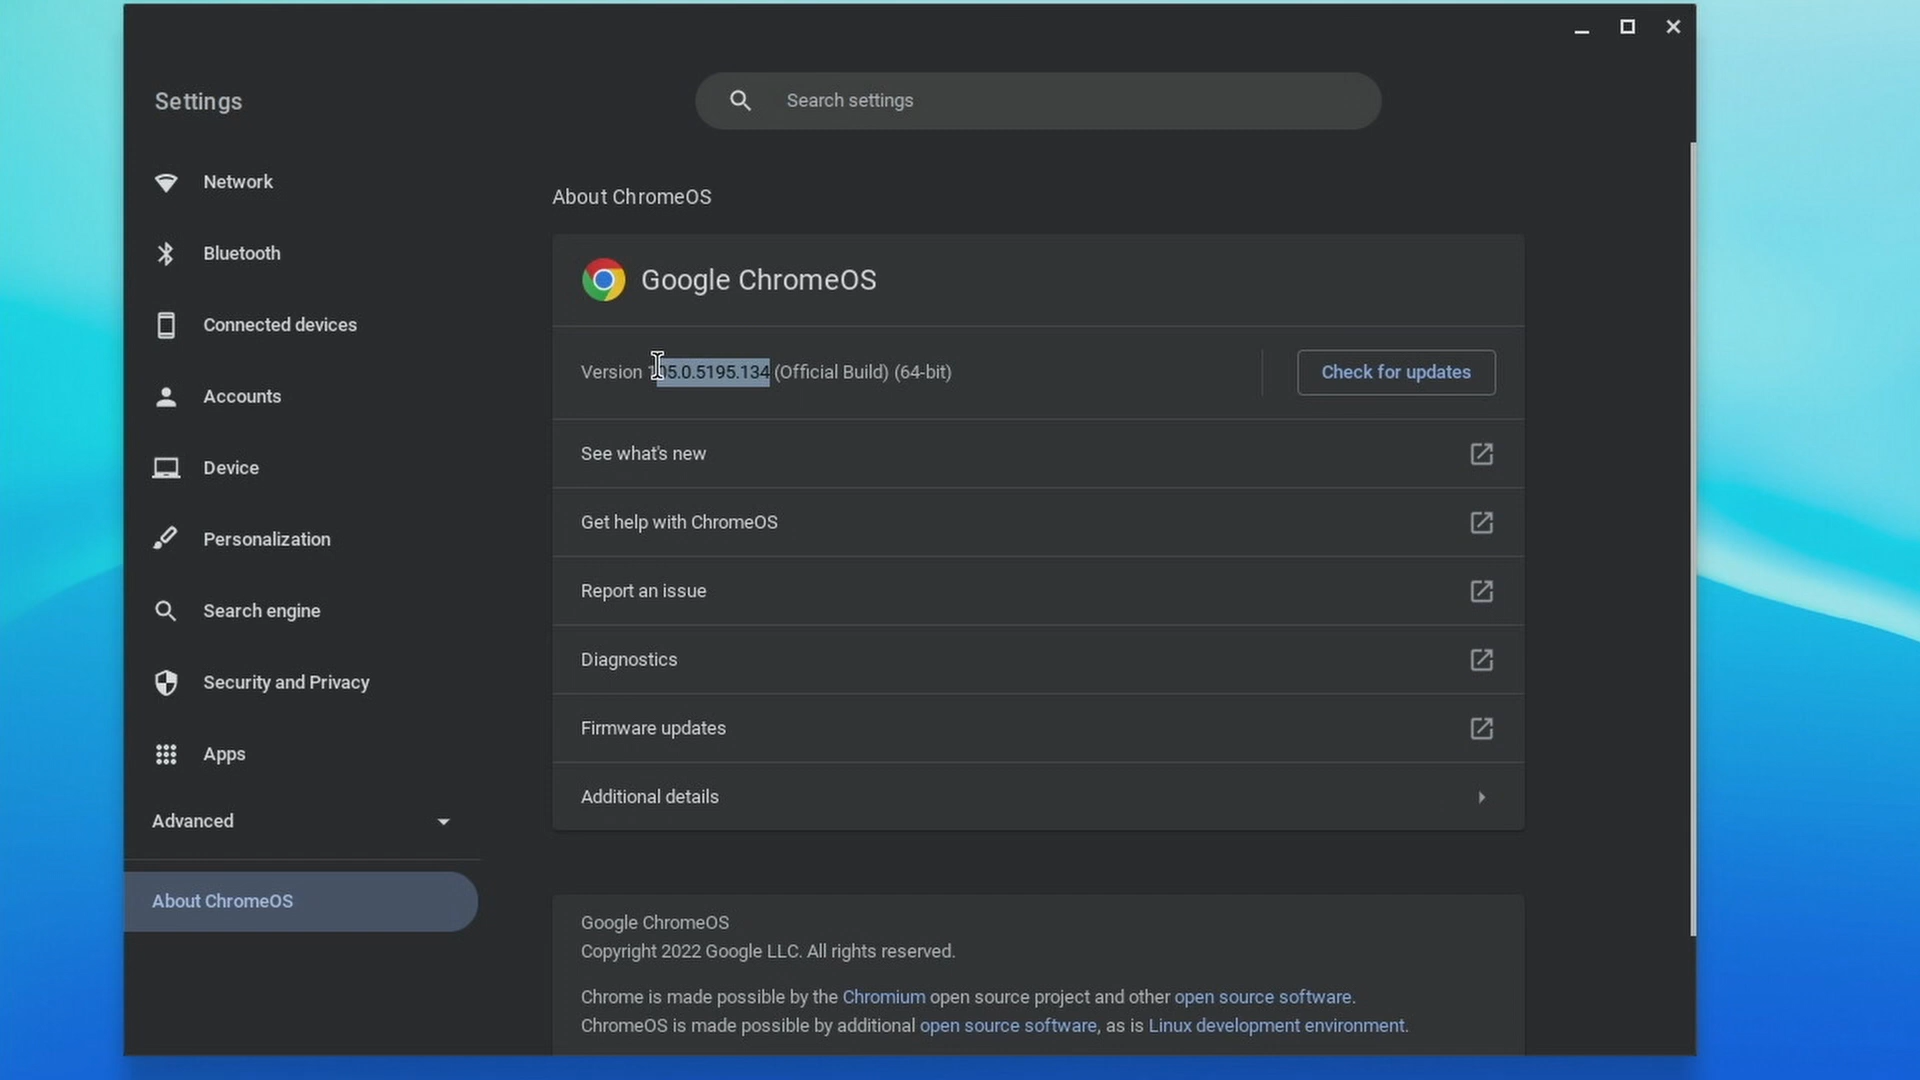 Settings
Search settings
Network
Bluetooth
Connected devices
Accounts
Device
Personalization
Search engine
Security and Privacy
Apps
Advanced
About ChromeOS
About ChromeOS
Google ChromeOS
Version 105.0.5195.134 (Official Build) (64-bit)
Check for updates
See what's new
Get help with ChromeOS
Report an issue
Diagnostics
Firmware updates
Additional details
Google ChromeOS
Copyright 2022 Google LLC. All rights reserved.
Chrome is made possible by the Chromium open source project and other open source software.
ChromeOS is made possible by additional open source software, as is Linux development environment.